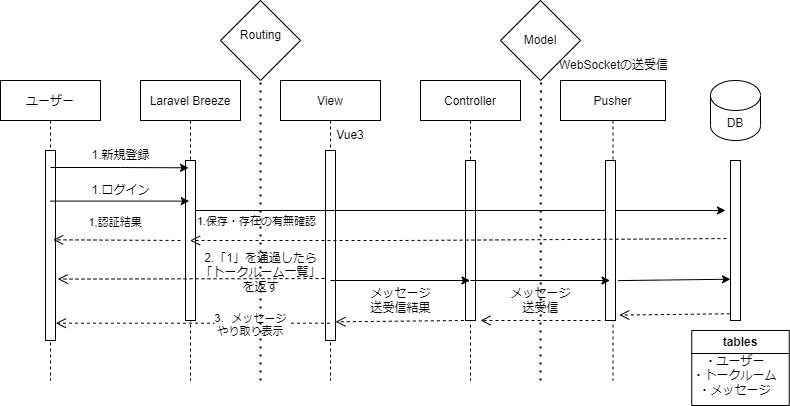 Routing
Model
WebSocketの送受信
ユーザー
Laravel Breeze
View
Controller
Pusher
DB
Vue3
1.新規登録
1.ログイン
1.保存・存在の有無確認
1,認証結果
2.「1」を通過したら
「トークルーム一覧」
を返す
メッセージ
送受信結果
メッセージ
送受信
3. メッセージ
やり取り表示
tables
・ユーザー
・トークルーム
・メッセージ